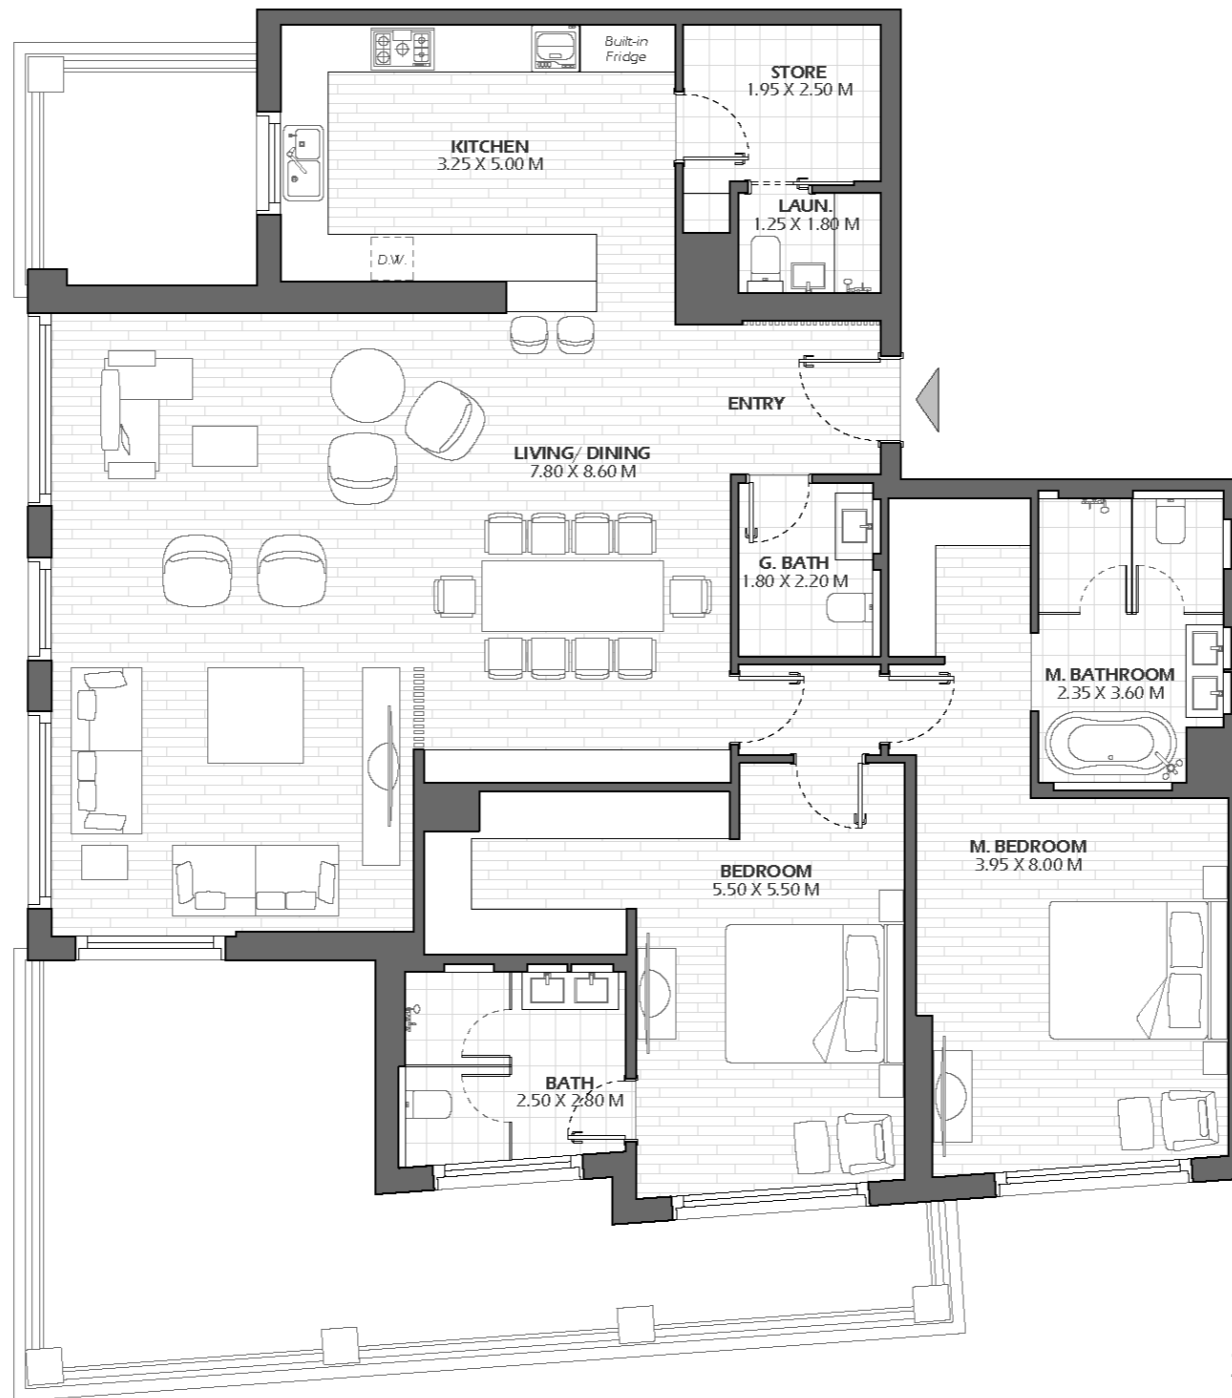 Built-in
Fridge
STORE
1.95 X 2.50 M
KITCHEN
3.25 X 5.00 M
LAUN.
1.25 X 1.80 M
D.W.
ENTRY
LIVING/ DINING
7.80 X 8.60 M
G. BATH
1.80 X 2.20 M
M. BATHROOM
2.35 X 3.60 M
M. BEDROOM
3.95 X 8.00 M
BEDROOM
5.50 X 5.50 M
BATH
2.50 X 2.80 M